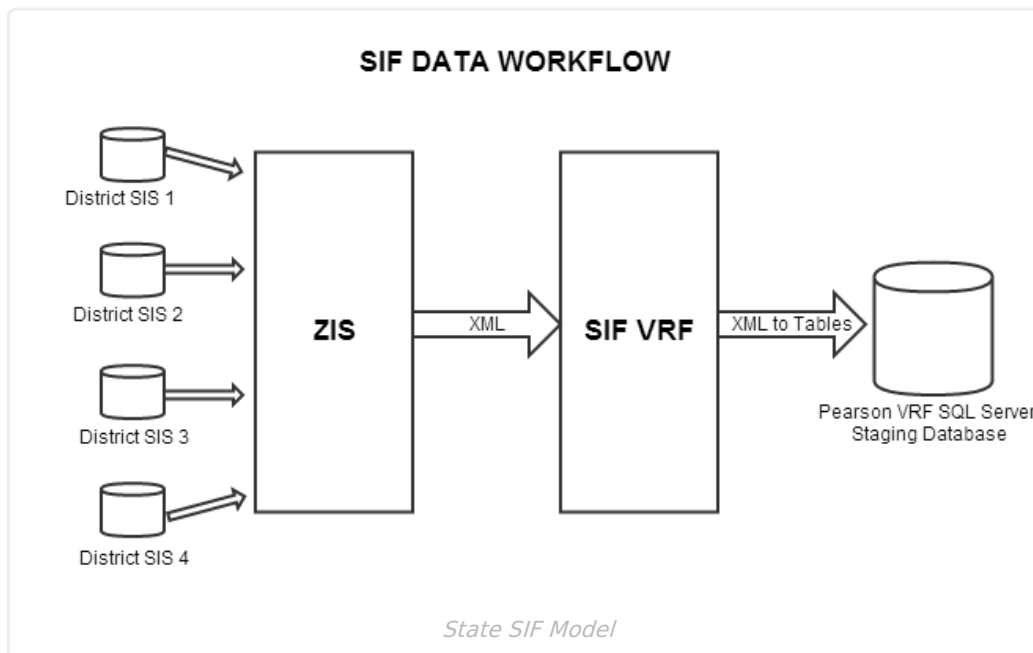 SIF DATA WORKFLOW
District SIS 1
District SIS 2
District SIS 3
District SIS 4
ZIS
XML
SIF VRF
XML to Tables
Pearson VRF SQL Server
Staging Database
State SIF Model